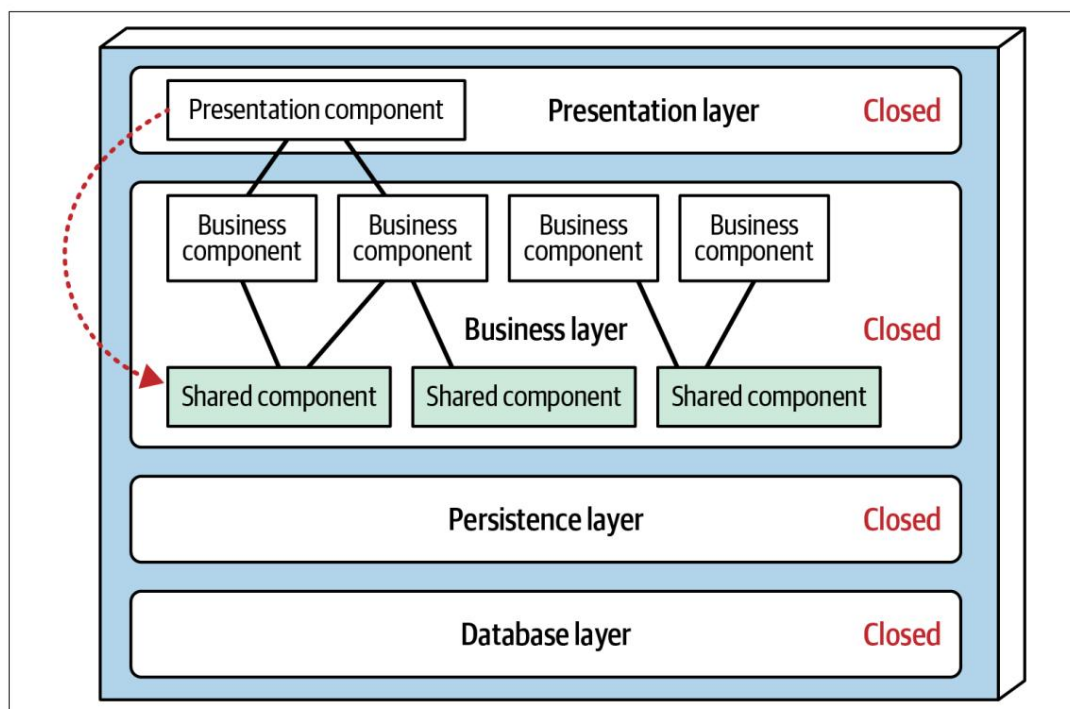 Presentation component
Presentation layer
Closed
Business
component
Business
component
Business
component
Business
component
Business layer
Closed
Shared component
Shared component
Shared component
Persistence layer
Closed
Database layer
Closed